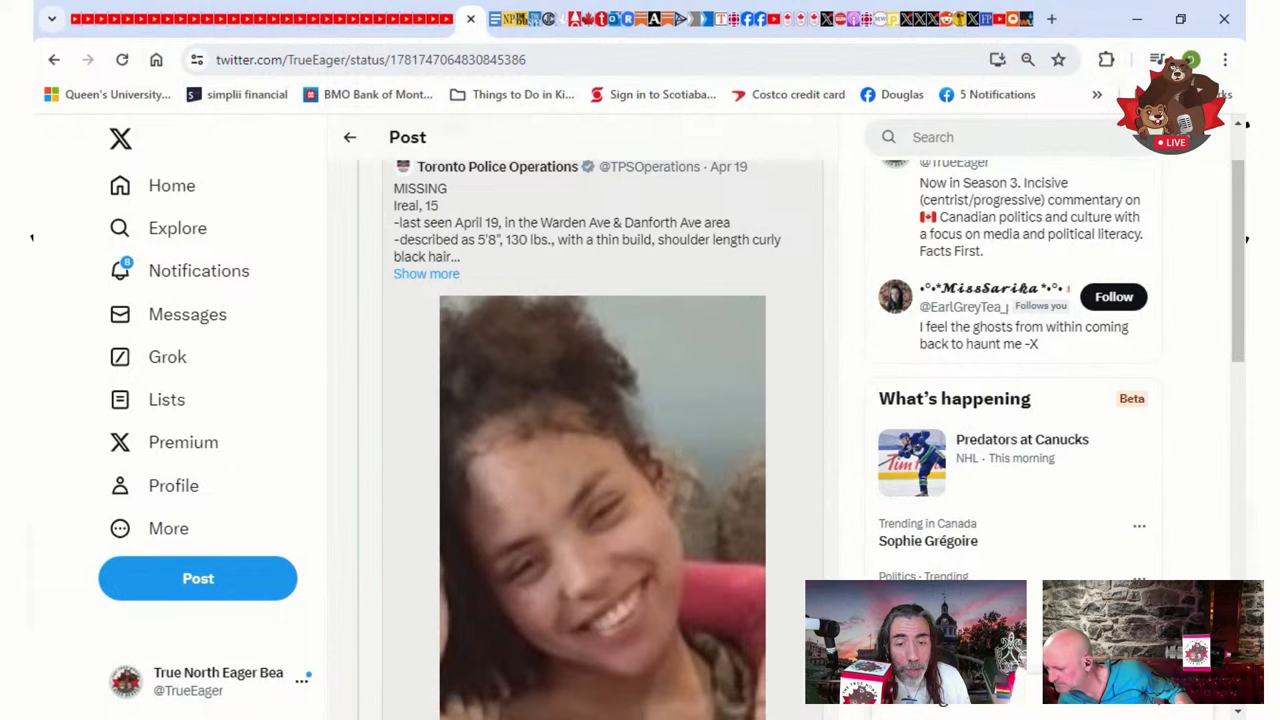 twitter.com/TrueEager/status/1781747064830845386
Queen's University...
simplii financial
BMO Bank of Mont...
Things to Do in Ki...
Sign in to Scotiaba...
Costco credit card
Douglas
5 Notifications
LIVE
Home
Explore
8
Notifications
Messages
Grok
Lists
Premium
Profile
More
Post
True North Eager Bea
@TrueEager
Post
Toronto Police Operations @TPSOperations · Apr 19
MISSING
Ireal, 15
-last seen April 19, in the Warden Ave & Danforth Ave area
-described as 5'8", 130 lbs., with a thin build, shoulder length curly
black hair...
Show more
Search
@TrueEager
Now in Season 3. Incisive
(centrist/progressive) commentary on
Canadian politics and culture with
a focus on media and political literacy.
Facts First.
MissSarika
@EarlGreyTea_ Follows you
Follow
I feel the ghosts from within coming
back to haunt me -X
What's happening
Beta
Predators at Canucks
NHL · This morning
Trending in Canada
Sophie Grégoire
Politics · Trending